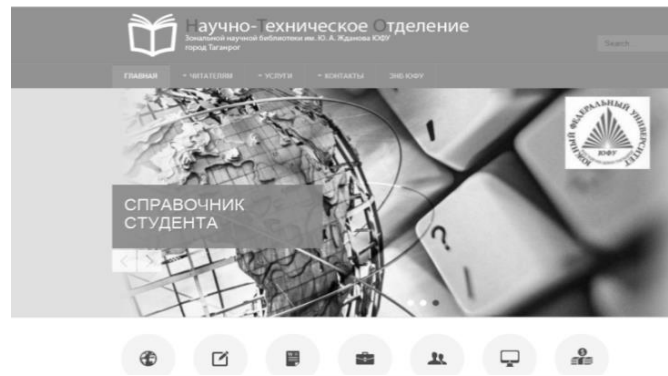 Научно-Техническое Отделение
Зональной научной библиотеки им. Ю. А. Жданова ЮФУ
город Таганрог
Search
ГЛАВНАЯ
ЧИТАТЕЛЯМ
УСЛУГИ
КОНТАКТЫ
ЗНБ ЮФУ
ЮЖНЫЙ ФЕДЕРАЛЬНЫЙ УНИВЕРСИТЕТ
ЮФУ
СПРАВОЧНИК
СТУДЕНТА
!
?